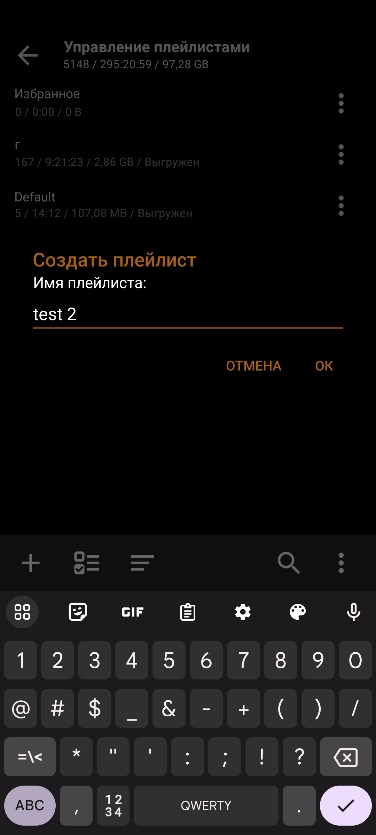 Управление плейлистами
5148 / 295:20:59 / 97,28 GB
Избранное
0 / 0:00 / 0 B
г
167 / 9:21:23 / 2,86 GB / Выгружен
Default
5 / 14:12 / 107,08 MB / Выгружен
Создать плейлист
Имя плейлиста:
test 2
ОТМЕНА ОК
GIF
1 2 3 4 5 6 7 8 9 0
@ # $ _ & - + ( ) /
=\< * " ' : ; ! ?
ABC , 12 34 QWERTY .